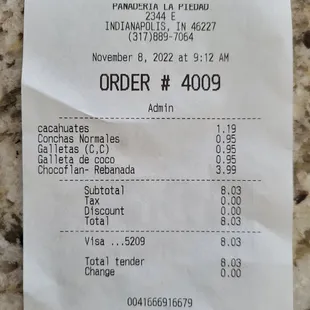 PANADERIA LA PIEDAD
2344 E
INDIANAPOLIS, IN 46227
(317)889-7064
November 8, 2022 at 9:12 AM
ORDER # 4009
Admin
cacahuates 1.19
Conchas Normales 0.95
Galletas (C,C) 0.95
Galleta de coco 0.95
Chocoflan- Rebanada 3.99
Subtotal 8.03
Tax 0.00
Discount 0.00
Total 8.03
Visa ...5209 8.03
Total tender 8.03
Change 0.00
0041666916679